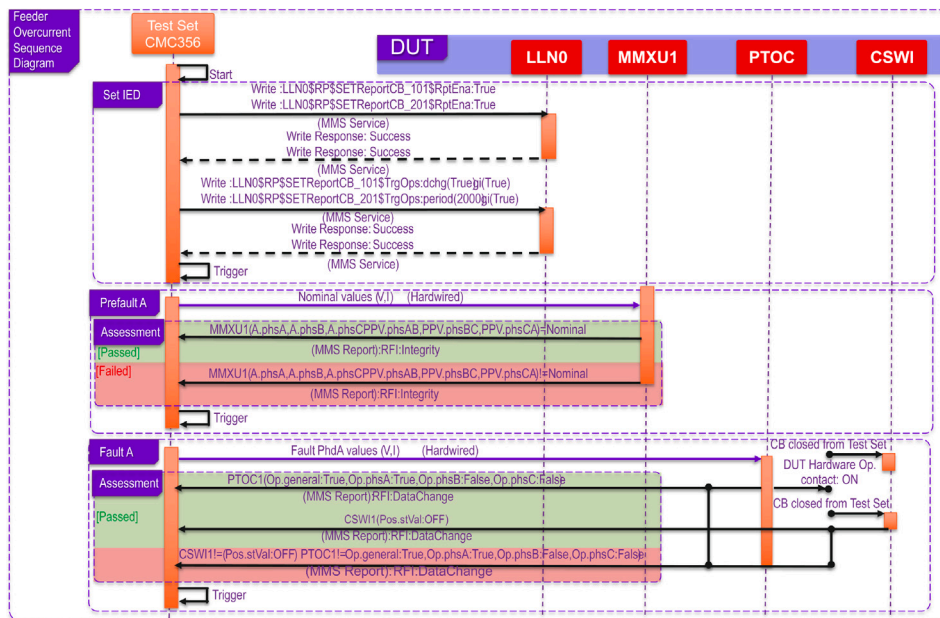 Feeder
Overcurrent
Sequence
Diagram
Test Set
CMC356
DUT
LLN0
MMXU1
PTOC
CSWI
Start
Set IED
Write :LLN0$RP$SETReportCB_101$RptEna:True
Write :LLN0$RP$SETReportCB_201$RptEna:True
(MMS Service)
Write Response: Success
Write Response: Success
(MMS Service)
Write :LLN0$RP$SETReportCB_101$TrgOps:dchg(True)gi(True)
Write :LLN0$RP$SETReportCB_201$TrgOps:period(2000)gi(True)
(MMS Service)
Write Response: Success
Write Response: Success
(MMS Service)
Trigger
Prefault A
Nominal values (V,I) (Hardwired)
Assessment
MMXU1(A.phsA,A.phsB,A.phsCPPV.phsAB,PPV.phsBC,PPV.phsCA)=Nominal
[Passed]
(MMS Report):RFI:Integrity
[Failed]
MMXU1(A.phsA,A.phsB,A.phsCPPV.phsAB,PPV.phsBC,PPV.phsCA)!=Nominal
(MMS Report):RFI:Integrity
Trigger
Fault A
Fault PhdA values (V,I) (Hardwired)
CB closed from Test Set
DUT Hardware Op.
contact: ON
Assessment
PTOC1(Op.general:True,Op.phsA:True,Op.phsB:False,Op.phsC:False
(MMS Report):RFI:DataChange
CB closed from Test Set
[Passed]
CSWI1(Pos.stVal:OFF)
(MMS Report):RFI:DataChange
CSWI1!=(Pos.stVal:OFF) PTOC1!=Op.general:True,Op.phsA:True,Op.phsB:False,Op.phsC:False
(MMS Report):RFI:DataChange
Trigger